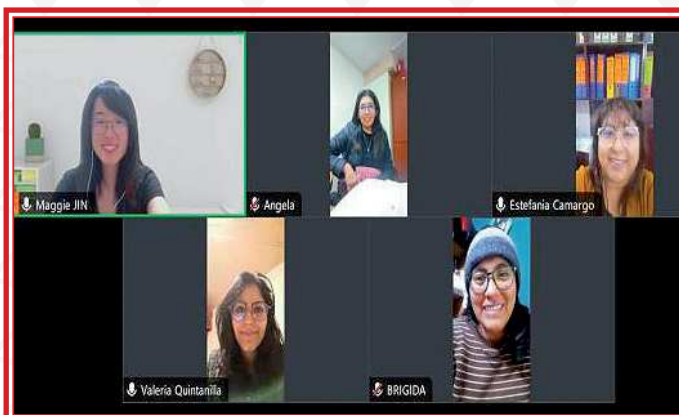 Maggie JIN
Angela
Estefania Camargo
Valeria Quintanilla
BRIGIDA